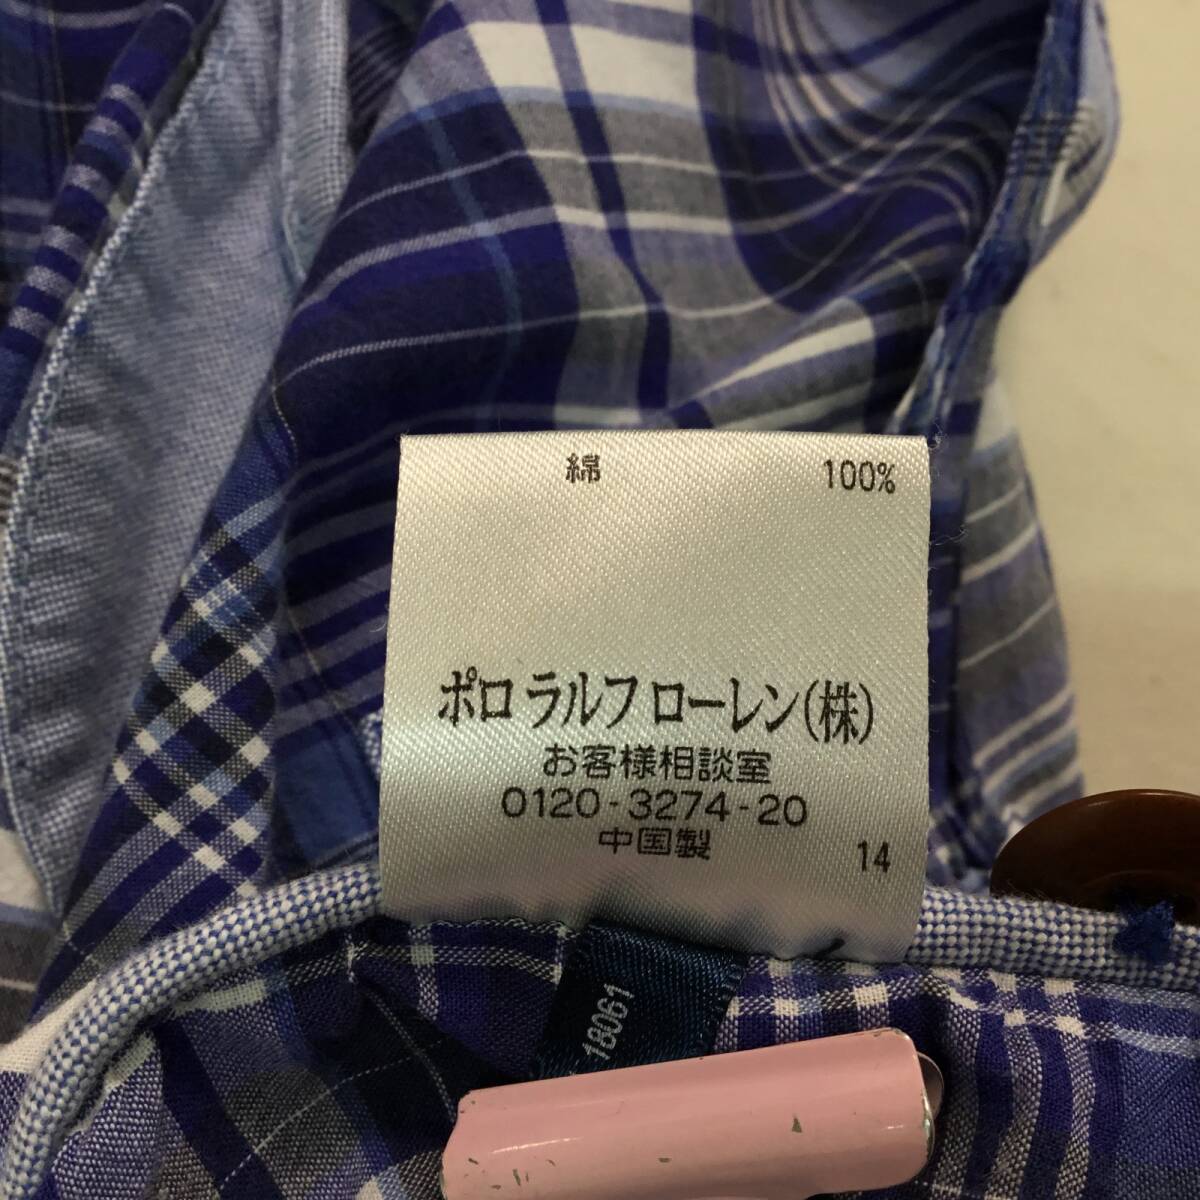 綿 100%
ポロ ラルフ ローレン(株)
お客様相談室
0120-3274-20
中国製 14
18061